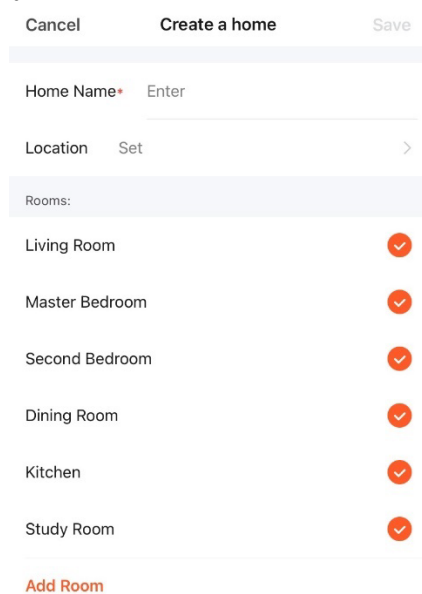 Cancel Create a home Save
Home Name* Enter
Location Set
Rooms:
Living Room
Master Bedroom
Second Bedroom
Dining Room
Kitchen
Study Room
Add Room